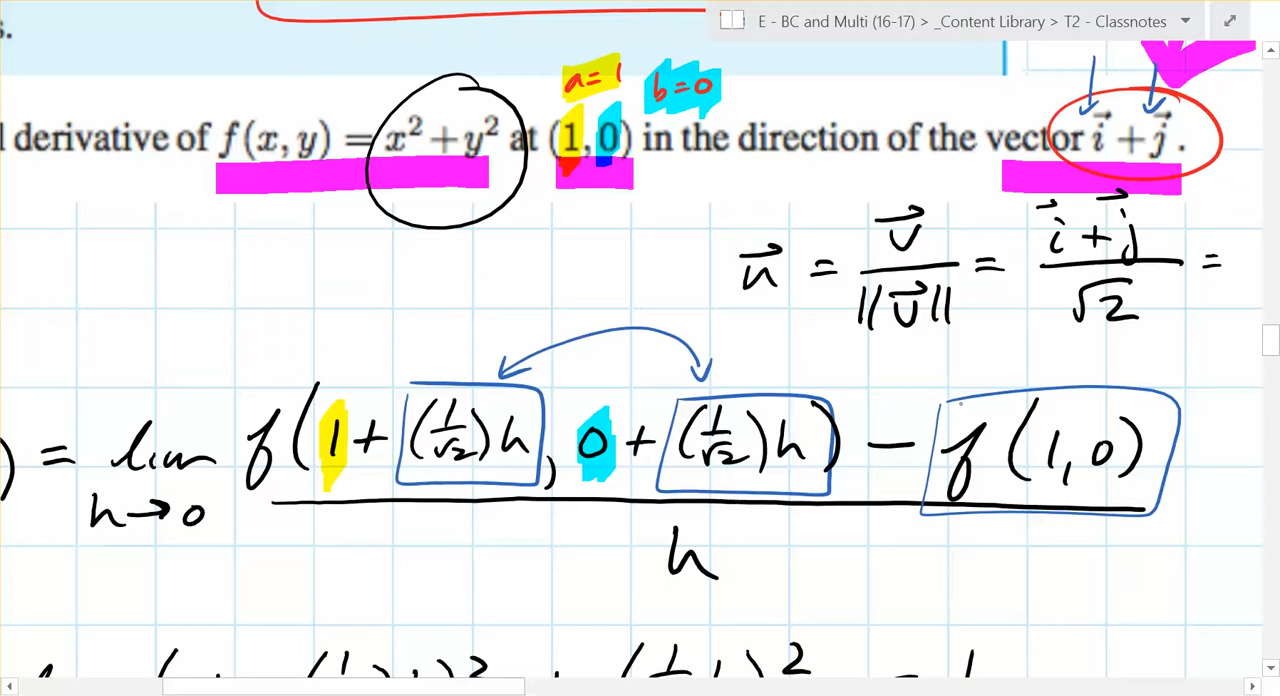 s.
E - BC and Multi (16-17) > _Content Library > T2 - Classnotes
a = 1 b = 0
l derivative of f(x, y) = x² + y² at (1, 0) in the direction of the vector i⃗ + j⃗ .
u⃗ = v⃗ / ||v⃗|| = (i⃗ + j⃗) / √2 =
) = lim h→0 (f(1 + (1/√2)h, 0 + (1/√2)h) − f(1, 0)) / h